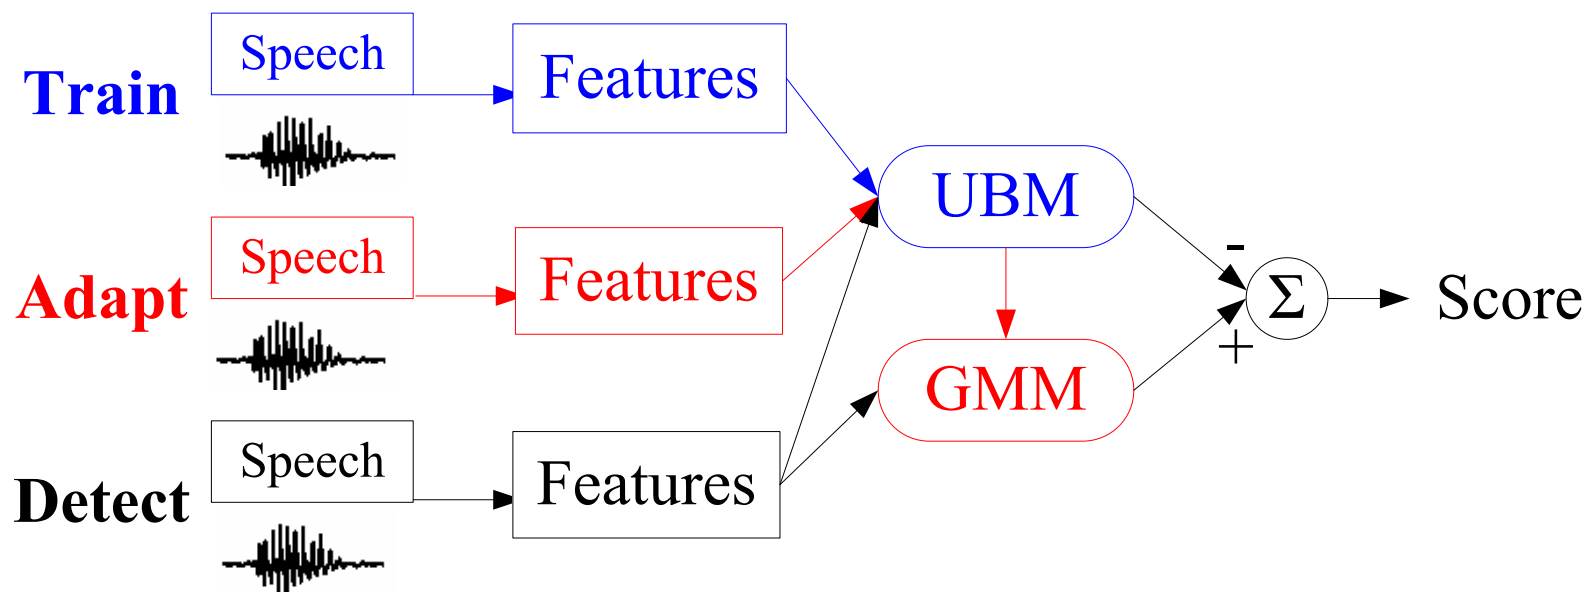 Train
Speech
Features
UBM
Adapt
Speech
Features
GMM
-
+
Σ
Score
Detect
Speech
Features